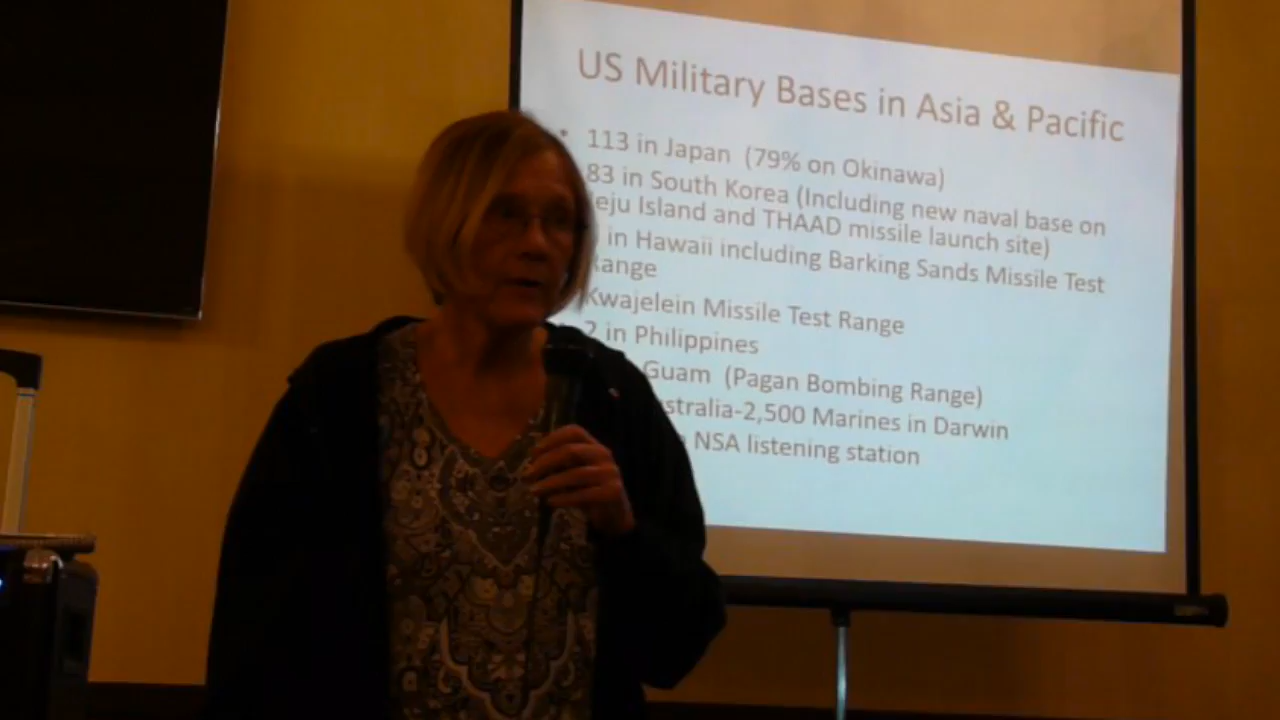 US Military Bases in Asia & Pacific
• 113 in Japan (79% on Okinawa)
83 in South Korea (Including new naval base on
Jeju Island and THAAD missile launch site)
in Hawaii including Barking Sands Missile Test
Range
Kwajelein Missile Test Range
2 in Philippines
Guam (Pagan Bombing Range)
stralia-2,500 Marines in Darwin
NSA listening station